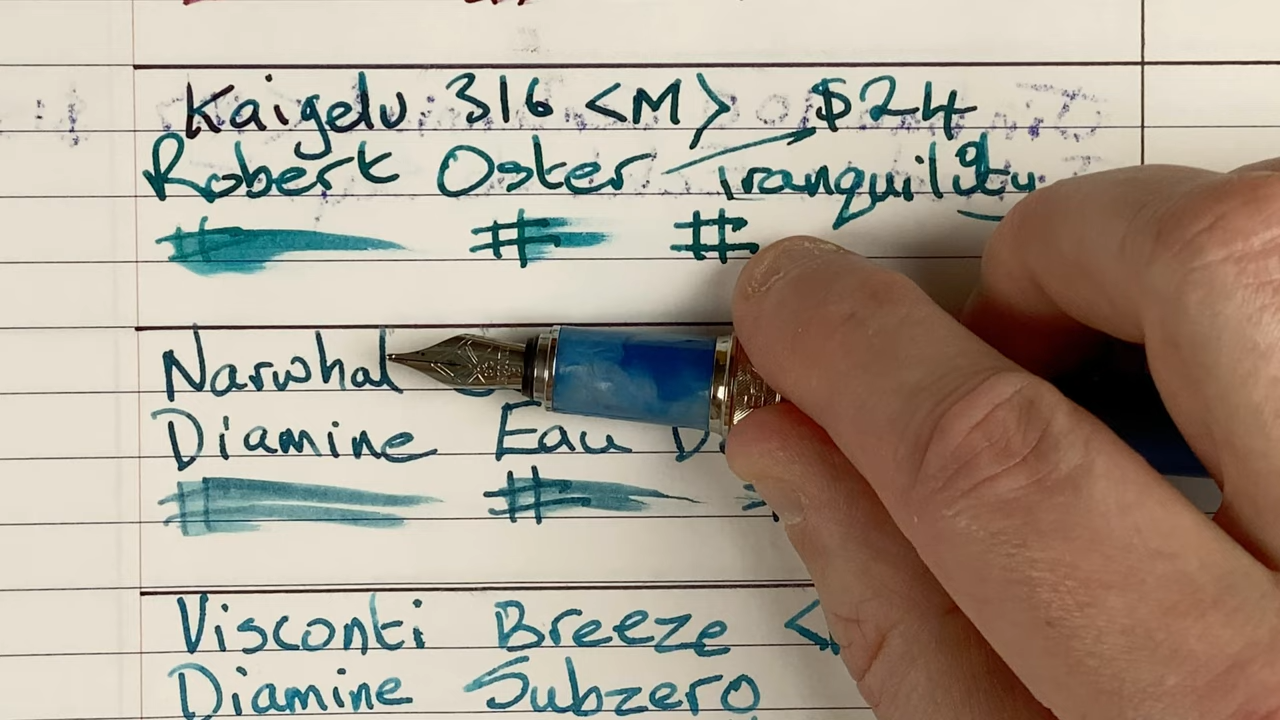 Kaigelu 316 <M> $24
Robert Oster Tranquility
# # #
Narwhal
Diamine Eau
# #
Visconti Breeze
Diamine Subzero